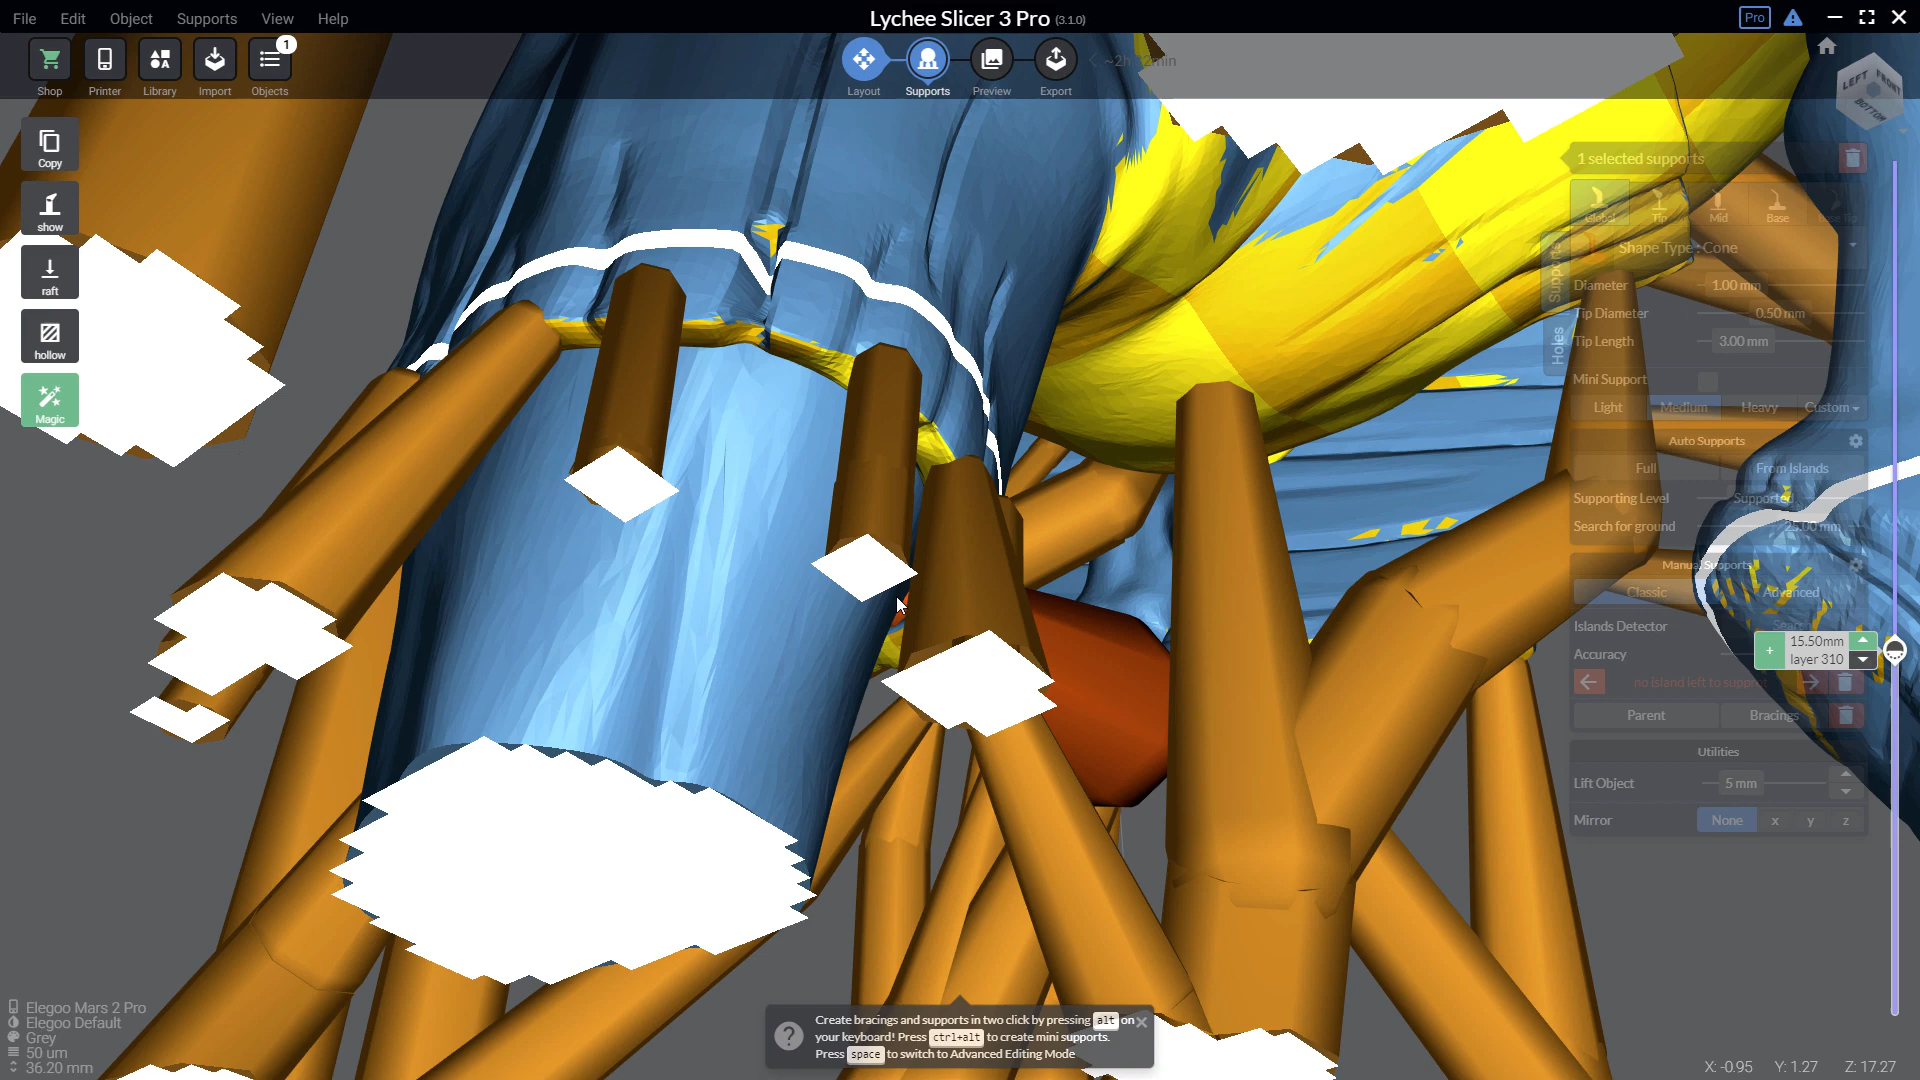 File Edit Object Supports View Help
Lychee Slicer 3 Pro (3.1.0)
Pro
Shop Printer Library Import Objects
1
Layout Supports Preview Export
LEFT FRONT BOTTOM
Copy
show
raft
hollow
Magic
1 selected supports
Global Tip Mid Base
Supports
Holes
Shape Type : Cone
Diameter 1.00 mm
Tip Diameter 0.50 mm
Tip Length 3.00 mm
Mini Support
Light Medium Heavy Custom
Auto Supports
Full From Islands
Supporting Level Supported
Search for ground 25.00 mm
Manual Supports
Classic Advanced
Islands Detector Search
Accuracy
15.50mm
layer 310
no island left to support
Parent Bracings
Utilities
Lift Object 5 mm
Mirror None x y z
Elegoo Mars 2 Pro
Elegoo Default
Grey
50 um
36.20 mm
Create bracings and supports in two click by pressing alt on
your keyboard! Press ctrl+alt to create mini supports.
Press space to switch to Advanced Editing Mode
X: -0.95 Y: 1.27 Z: 17.27